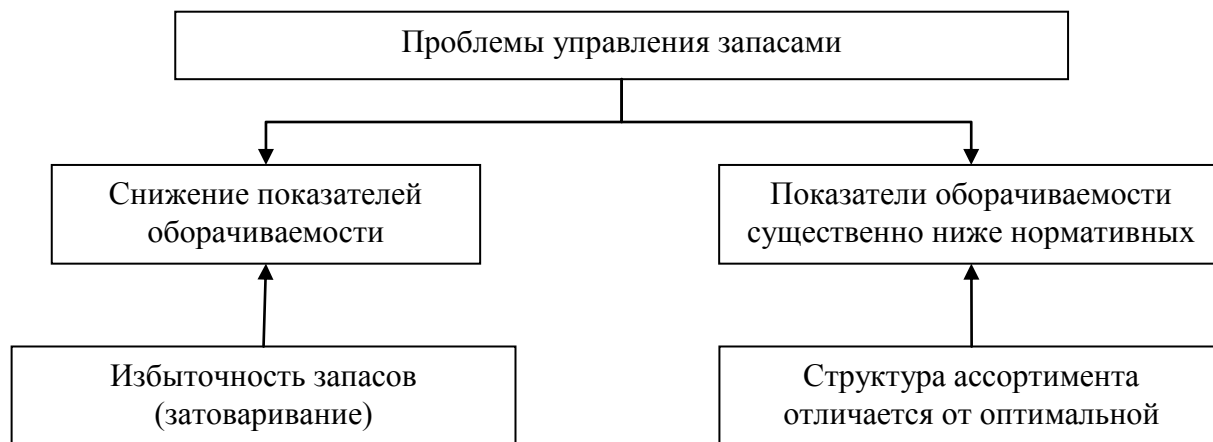 Проблемы управления запасами
Снижение показателей
оборачиваемости
Показатели оборачиваемости
существенно ниже нормативных
Избыточность запасов
(затоваривание)
Структура ассортимента
отличается от оптимальной